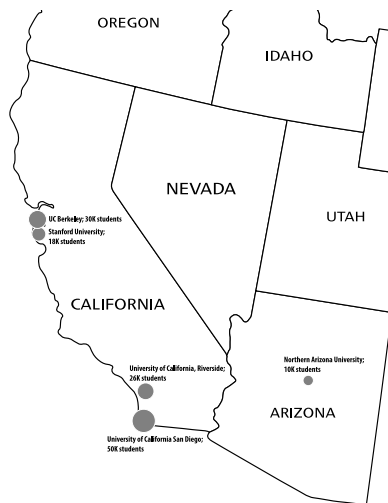 OREGON
IDAHO
NEVADA
UTAH
UC Berkeley; 30K students
Stanford University;
18K students
CALIFORNIA
University of California, Riverside;
26K students
Northern Arizona University;
10K students
ARIZONA
University of California San Diego;
50K students